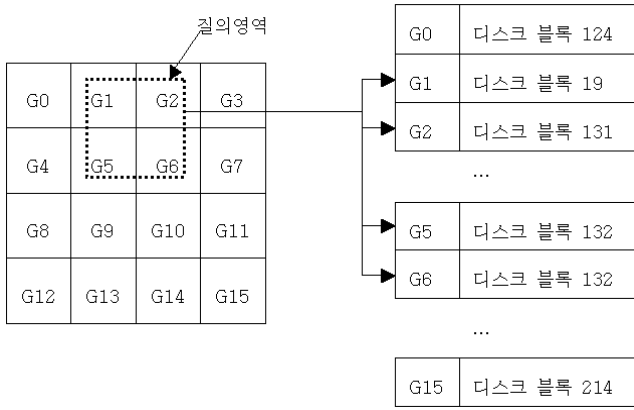 질의영역
G0 G1 G2 G3
G4 G5 G6 G7
G8 G9 G10 G11
G12 G13 G14 G15
G0 디스크 블록 124
G1 디스크 블록 19
G2 디스크 블록 131
...
G5 디스크 블록 132
G6 디스크 블록 132
...
G15 디스크 블록 214